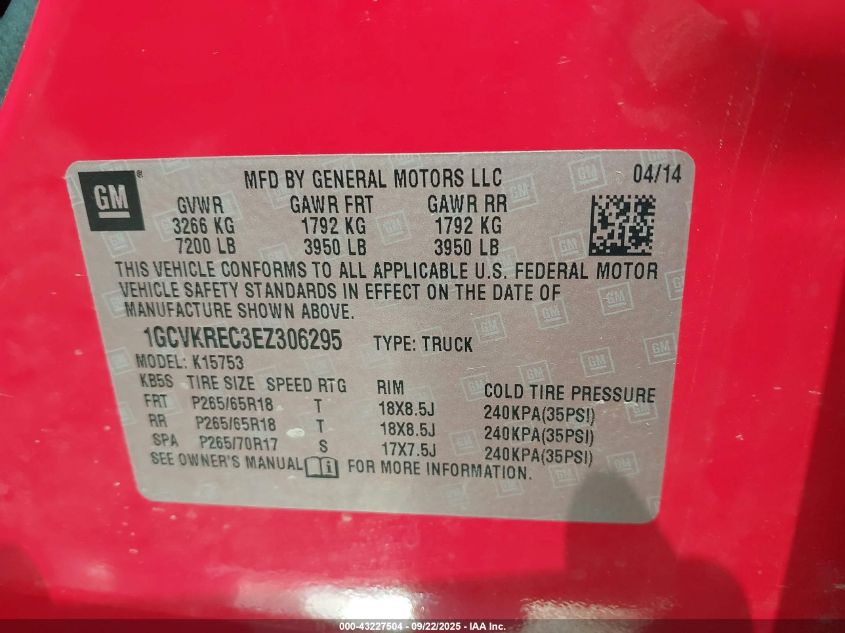 GM ® MFD BY GENERAL MOTORS LLC 04/14
GVWR GAWR FRT GAWR RR
3266 KG 1792 KG 1792 KG
7200 LB 3950 LB 3950 LB
THIS VEHICLE CONFORMS TO ALL APPLICABLE U.S. FEDERAL MOTOR
VEHICLE SAFETY STANDARDS IN EFFECT ON THE DATE OF
MANUFACTURE SHOWN ABOVE.
1GCVKREC3EZ306295 TYPE: TRUCK
MODEL: K15753
KB5S TIRE SIZE SPEED RTG RIM COLD TIRE PRESSURE
FRT P265/65R18 T 18X8.5J 240KPA(35PSI)
RR P265/65R18 T 18X8.5J 240KPA(35PSI)
SPA P265/70R17 S 17X7.5J 240KPA(35PSI)
SEE OWNER'S MANUAL FOR MORE INFORMATION.
000-43227504 - 09/22/2025 - IAA Inc.